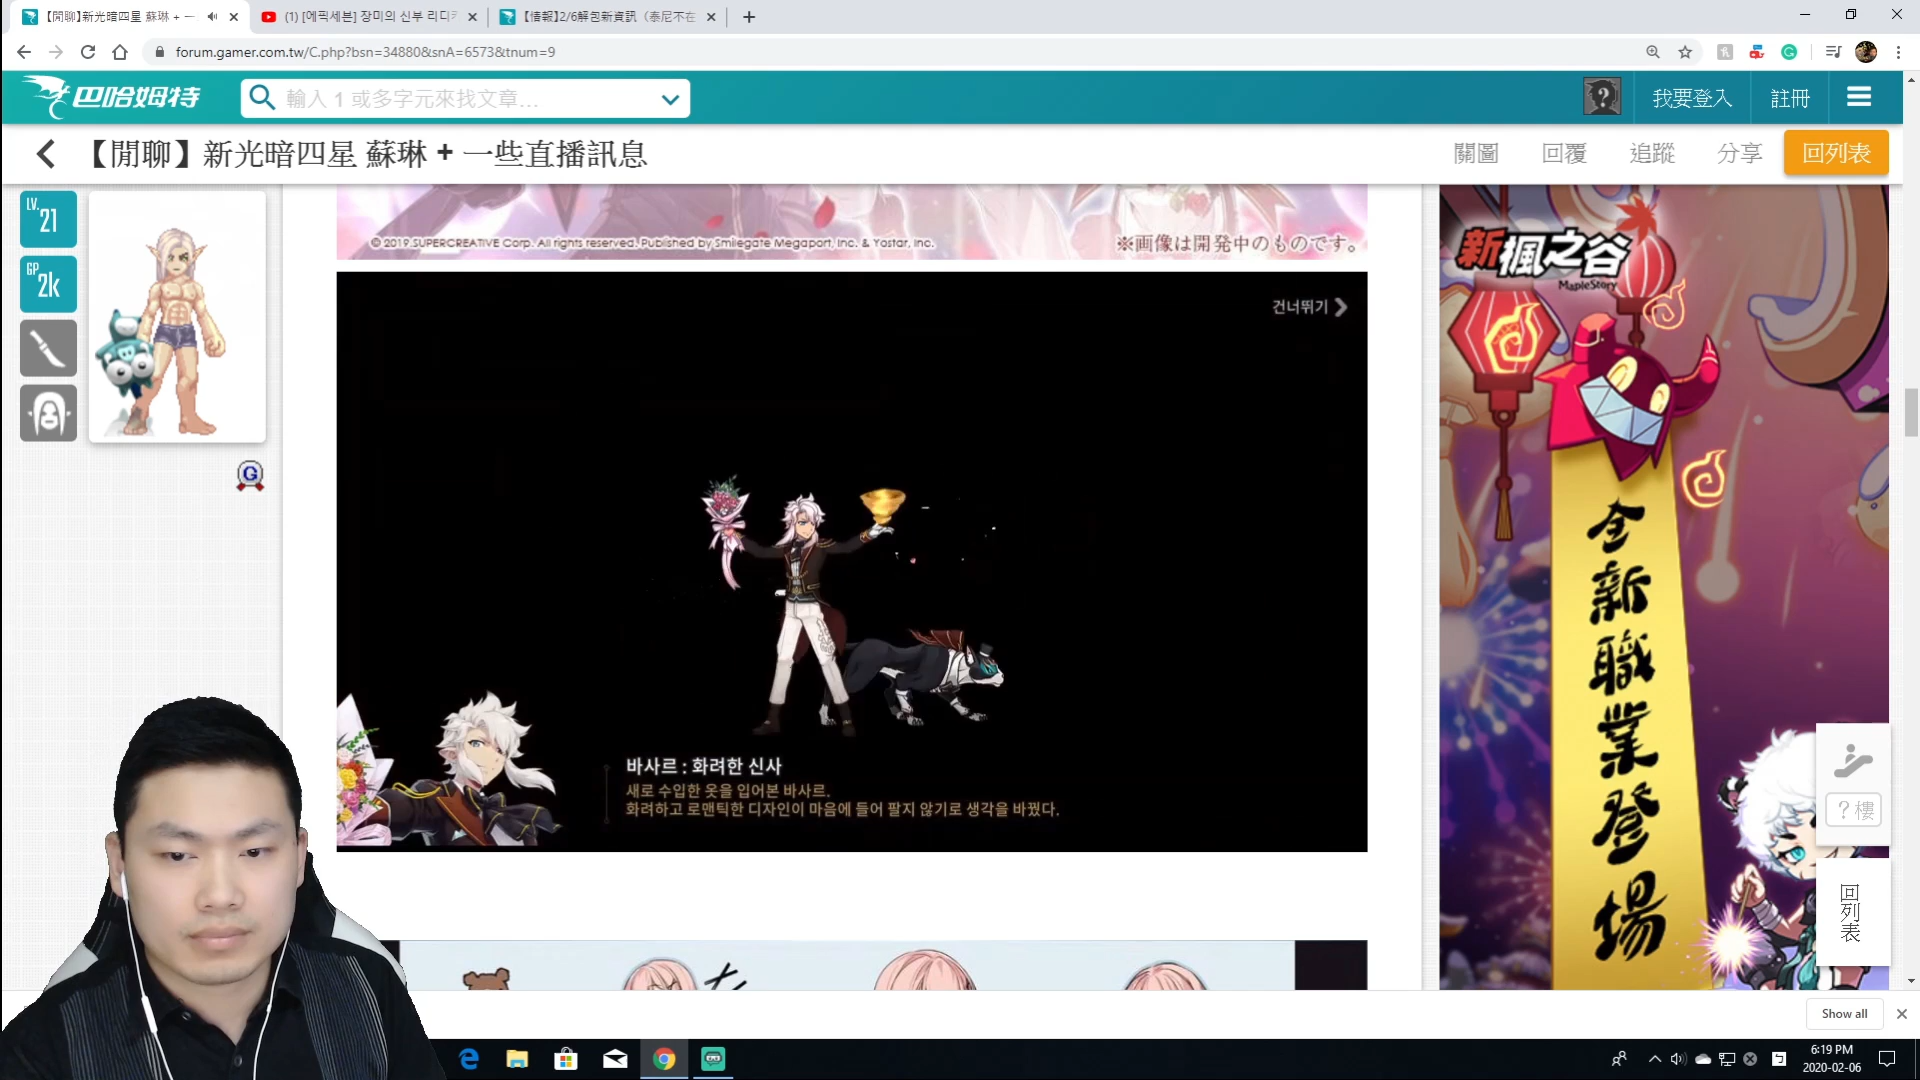 【閒聊】新光暗四星 蘇琳 + 一
(1) [에픽세븐] 장미의 신부 리디
【情報】2/6解包新資訊（泰尼不在
forum.gamer.com.tw/C.php?bsn=34880&snA=6573&tnum=9
巴哈姆特
輸入 1 或多字元來找文章...
?
我要登入
註冊
【閒聊】新光暗四星 蘇琳 + 一些直播訊息
關圖
回覆
追蹤
分享
回列表
LV.
21
GP
2k
G
© 2019 SUPERCREATIVE Corp. All rights reserved. Published by Smilegate Megaport, Inc. & Yostar, Inc.
※画像は開発中のものです。
건너뛰기
바사르 : 화려한 신사
새로 수입한 옷을 입어본 바사르.
화려하고 로맨틱한 디자인이 마음에 들어 팔지 않기로 생각을 바꿨다.
新楓之谷
MapleStory
全新職業登場
?樓
回列表
Show all
6:19 PM
2020-02-06